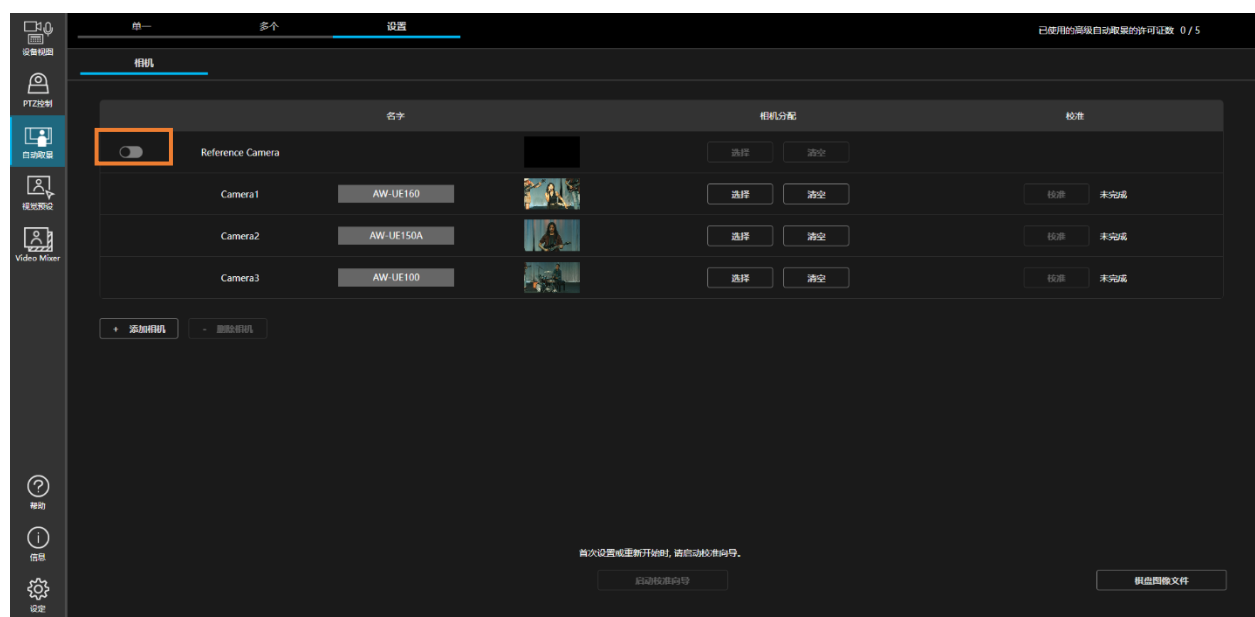 单一
多个
设置
已使用的高级自动取景的许可证数 0 / 5
设备视图
PTZ控制
自动取景
视觉预设
Video Mixer
帮助
信息
设定
相机
名字
相机分配
校准
Reference Camera
选择
清空
Camera1
AW-UE160
选择
清空
校准
未完成
Camera2
AW-UE150A
选择
清空
校准
未完成
Camera3
AW-UE100
选择
清空
校准
未完成
+ 添加相机
- 删除相机
首次设置或重新开始时, 请启动校准向导。
启动校准向导
棋盘图像文件